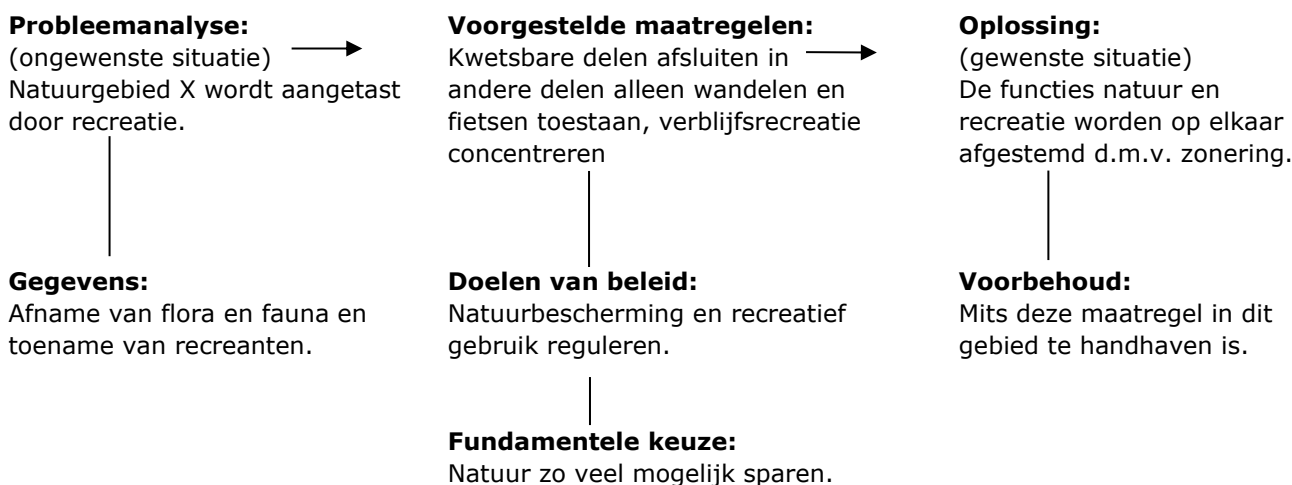 Probleemanalyse:
(ongewenste situatie)
Natuurgebied X wordt aangetast
door recreatie.
Voorgestelde maatregelen:
Kwetsbare delen afsluiten in
andere delen alleen wandelen en
fietsen toestaan, verblijfsrecreatie
concentreren
Oplossing:
(gewenste situatie)
De functies natuur en
recreatie worden op elkaar
afgestemd d.m.v. zonering.
Gegevens:
Afname van flora en fauna en
toename van recreanten.
Doelen van beleid:
Natuurbescherming en recreatief
gebruik reguleren.
Voorbehoud:
Mits deze maatregel in dit
gebied te handhaven is.
Fundamentele keuze:
Natuur zo veel mogelijk sparen.